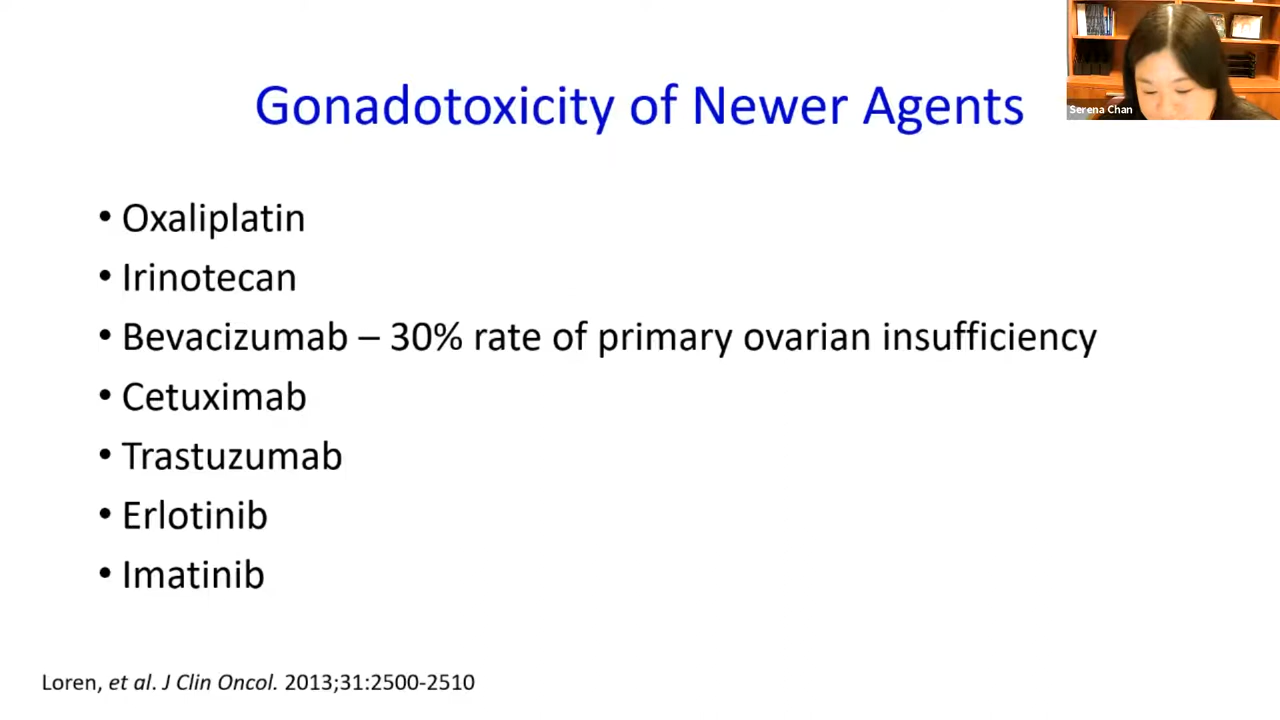 Gonadotoxicity of Newer Agents
Serena Chan
• Oxaliplatin
• Irinotecan
• Bevacizumab – 30% rate of primary ovarian insufficiency
• Cetuximab
• Trastuzumab
• Erlotinib
• Imatinib
Loren, et al. J Clin Oncol. 2013;31:2500-2510